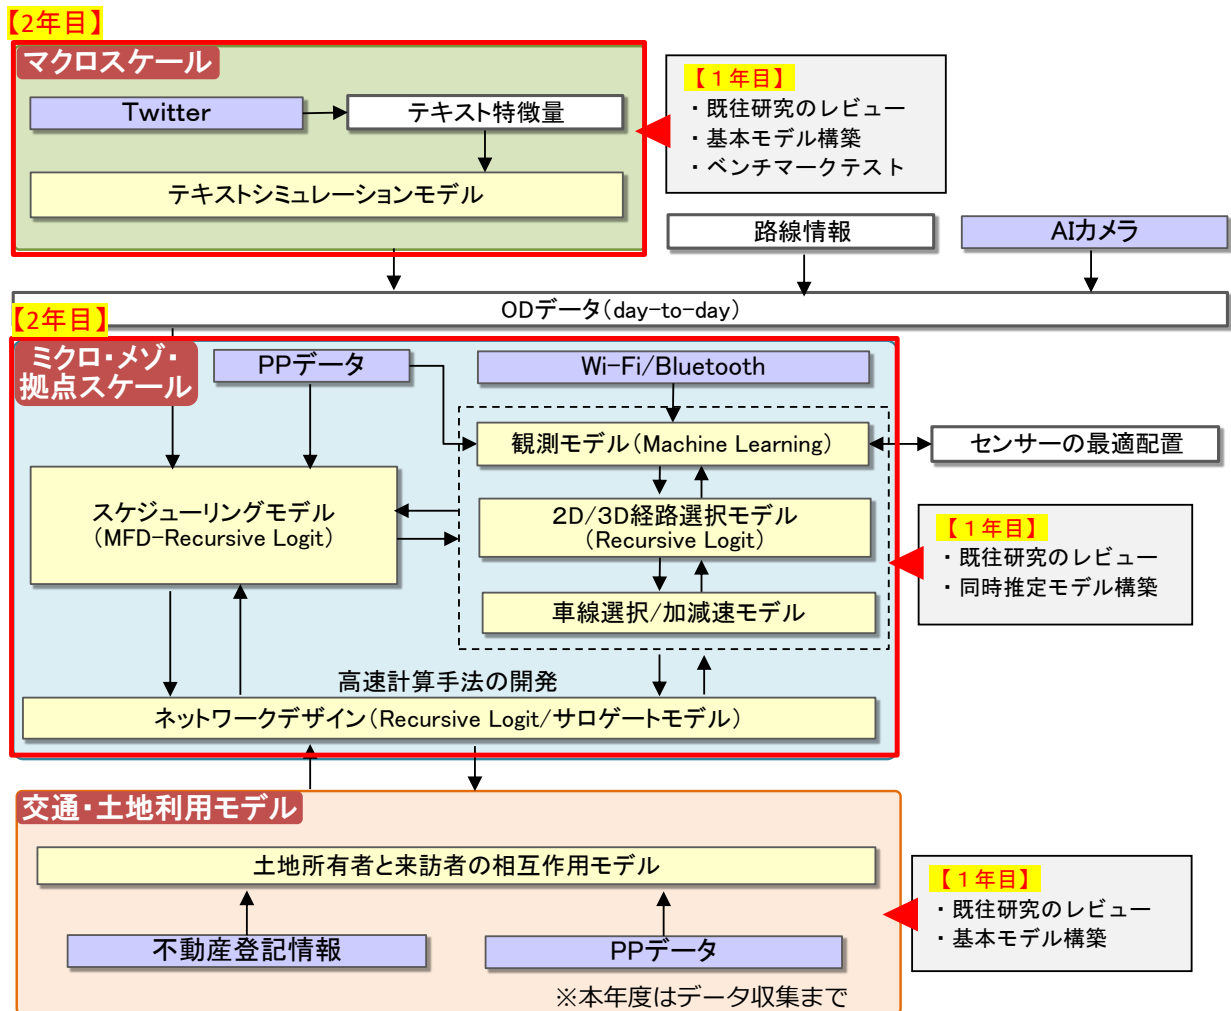 【2年目】
マクロスケール
Twitter
テキスト特徴量
テキストシミュレーションモデル
【１年目】
・既往研究のレビュー
・基本モデル構築
・ベンチマークテスト
路線情報
AIカメラ
ODデータ(day-to-day)
【2年目】
ミクロ・メゾ・
拠点スケール
PPデータ
Wi-Fi/Bluetooth
観測モデル(Machine Learning)
センサーの最適配置
スケジューリングモデル
(MFD-Recursive Logit)
2D/3D経路選択モデル
(Recursive Logit)
車線選択/加減速モデル
【１年目】
・既往研究のレビュー
・同時推定モデル構築
高速計算手法の開発
ネットワークデザイン(Recursive Logit/サロゲートモデル)
交通・土地利用モデル
土地所有者と来訪者の相互作用モデル
不動産登記情報
PPデータ
※本年度はデータ収集まで
【１年目】
・既往研究のレビュー
・基本モデル構築